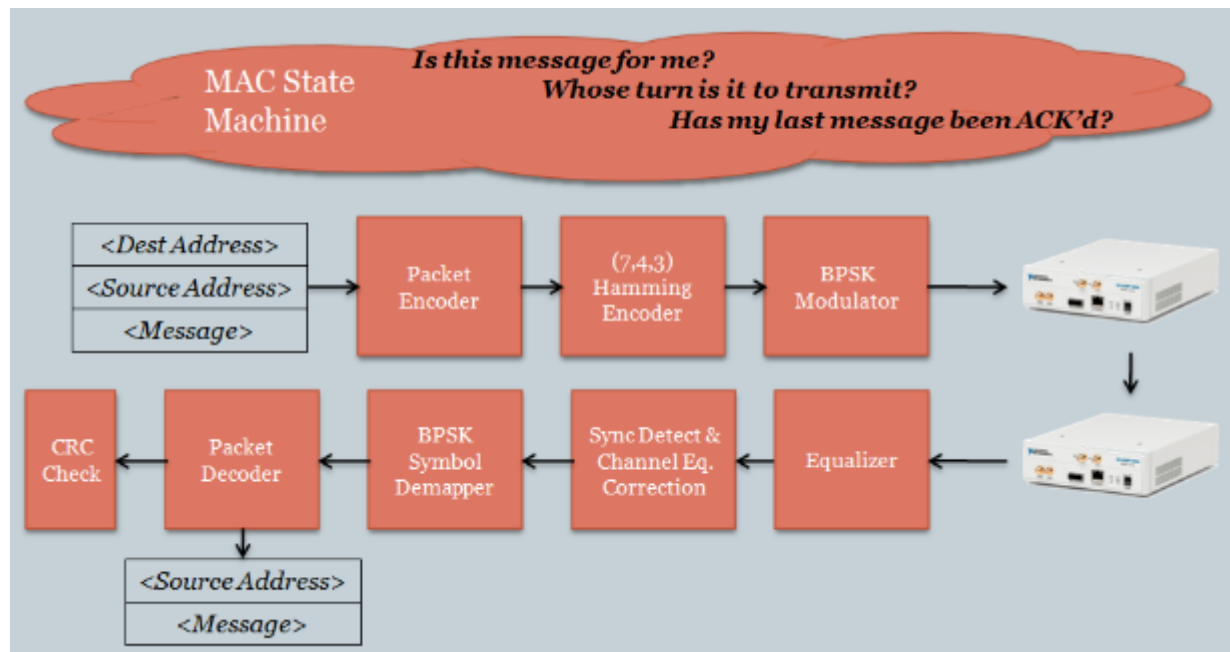 MAC State
Machine
Is this message for me?
Whose turn is it to transmit?
Has my last message been ACK'd?
<Dest Address>
<Source Address>
<Message>
Packet
Encoder
(7,4,3)
Hamming
Encoder
BPSK
Modulator
CRC
Check
Packet
Decoder
BPSK
Symbol
Demapper
Sync Detect &
Channel Eq.
Correction
Equalizer
<Source Address>
<Message>